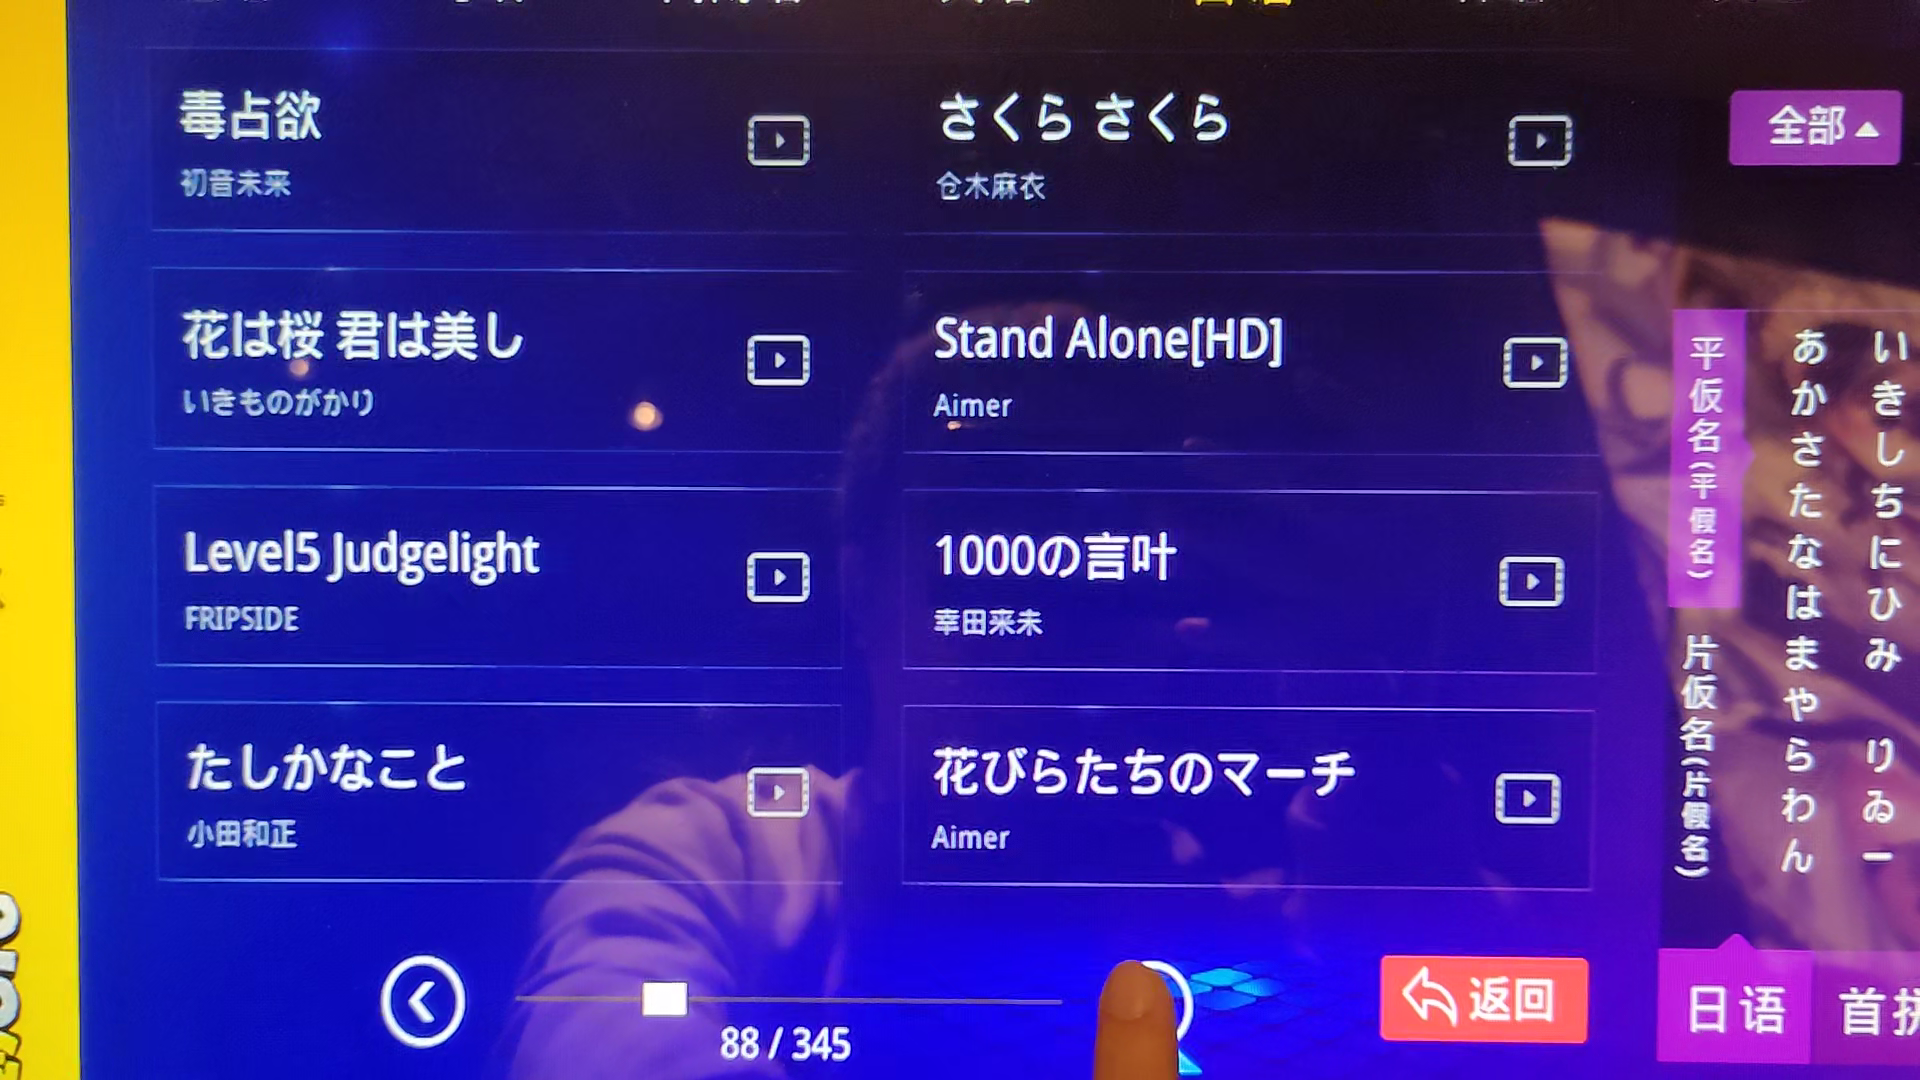 毒占欲
初音未来
さくら さくら
仓木麻衣
全部
花は桜 君は美し
いきものがかり
Stand Alone[HD]
Aimer
Level5 Judgelight
FRIPSIDE
1000の言叶
幸田来未
たしかなこと
小田和正
花びらたちのマーチ
Aimer
平仮名(平假名)
片仮名(片假名)
あかさたなはまやらわん
いきしちにひみ りゐー
88 / 345
返回
日语
首拼